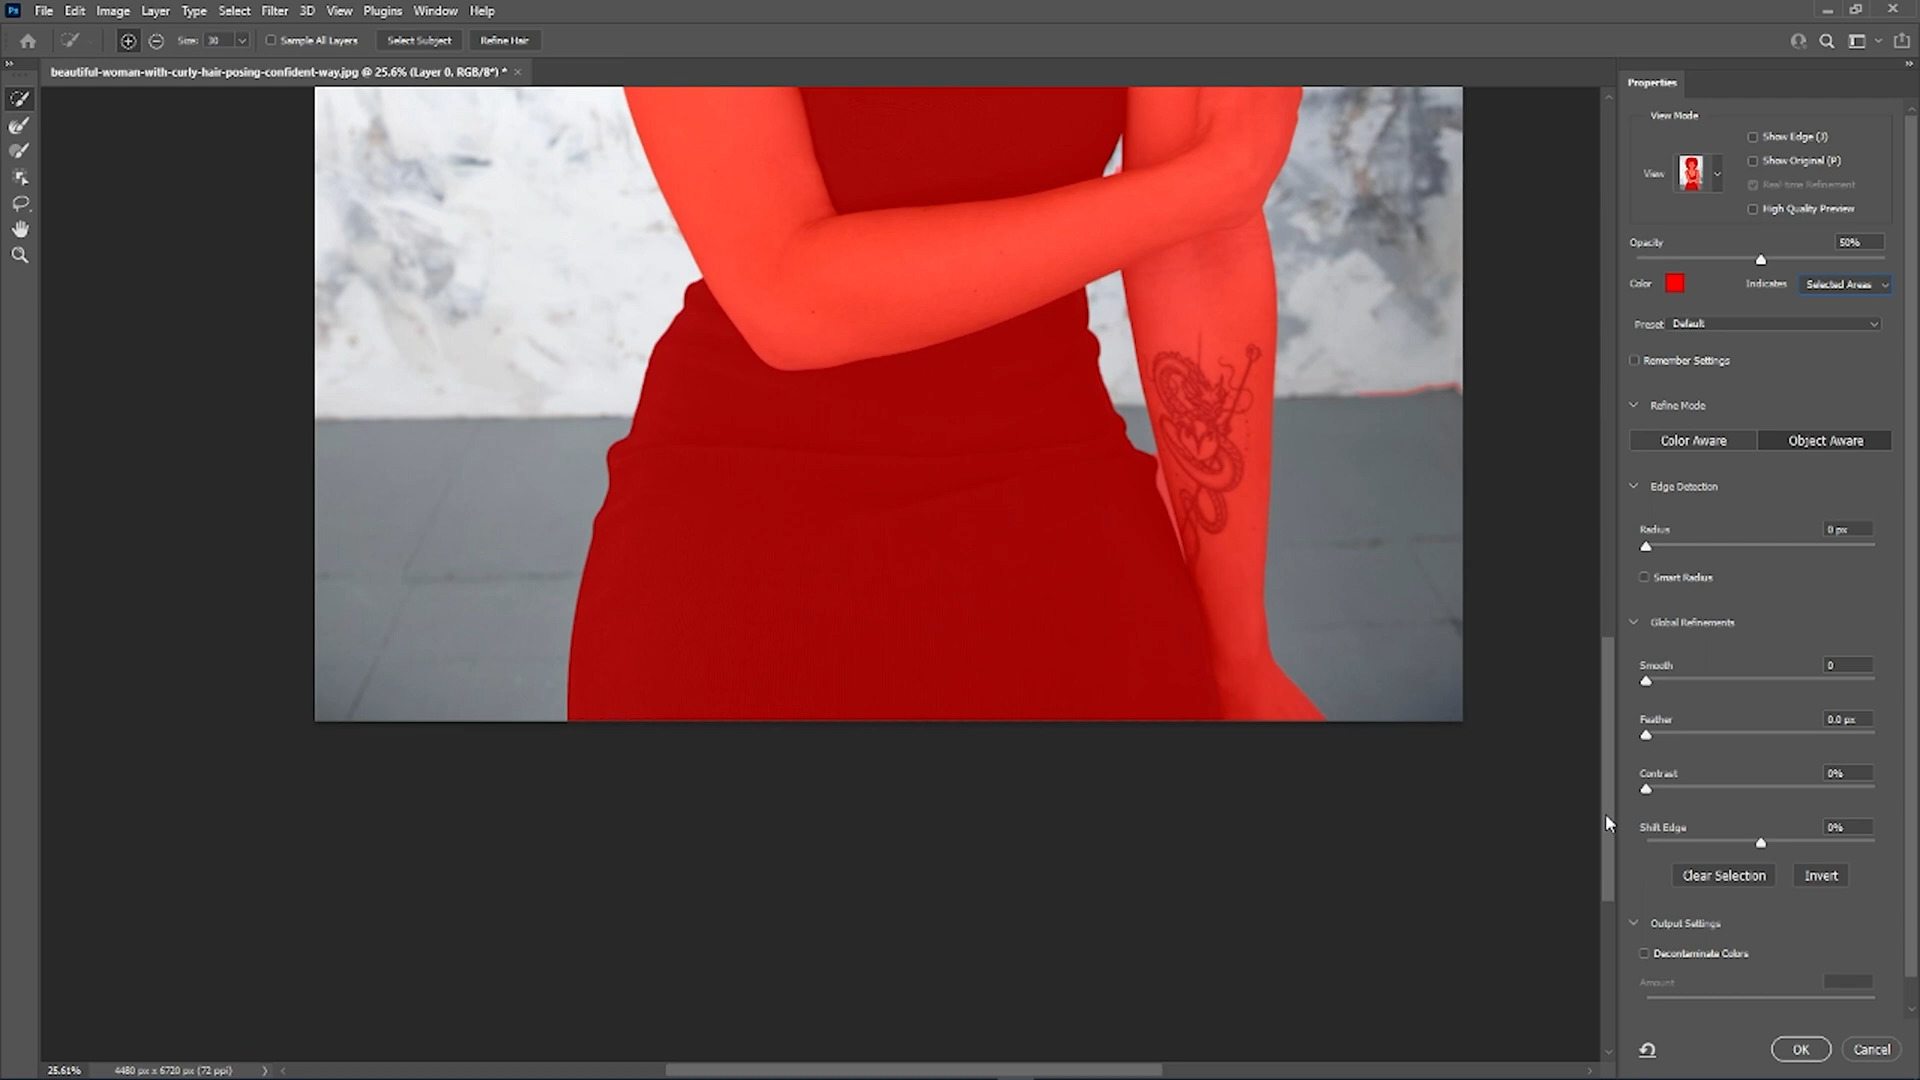 Ps File Edit Image Layer Type Select Filter 3D View Plugins Window Help
Size: 30 Sample All Layers Select Subject Refine Hair
beautiful-woman-with-curly-hair-posing-confident-way.jpg @ 25.6% (Layer 0, RGB/8*) * ×
Properties
View Mode
Show Edge (J)
Show Original (P)
View
Real-time Refinement
High Quality Preview
Opacity 50%
Color Indicates Selected Areas
Preset Default
Remember Settings
Refine Mode
Color Aware Object Aware
Edge Detection
Radius 0 px
Smart Radius
Global Refinements
Smooth 0
Feather 0.0 px
Contrast 0%
Shift Edge 0%
Clear Selection Invert
Output Settings
Decontaminate Colors
Amount
OK Cancel
25.61% 4480 px x 6720 px (72 ppi)